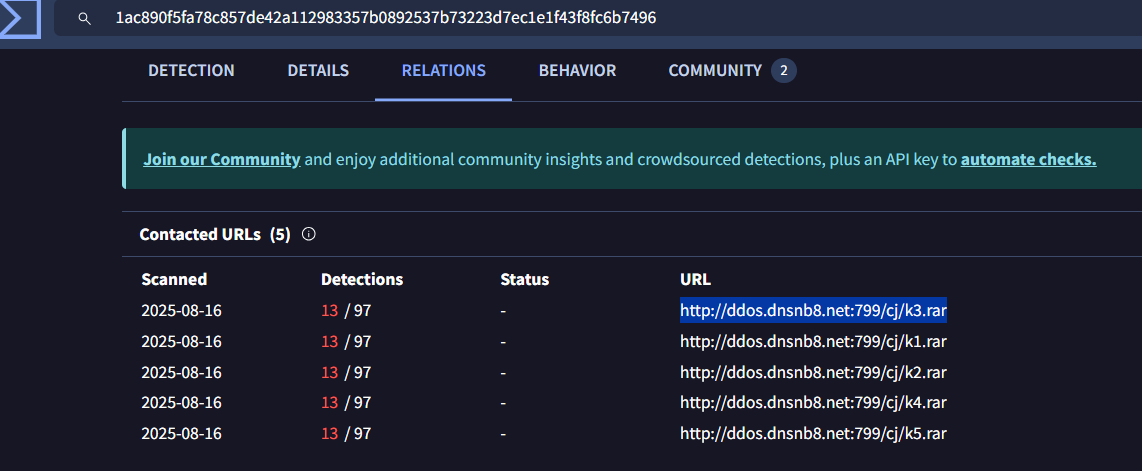 1ac890f5fa78c857de42a112983357b0892537b73223d7ec1e1f43f8fc6b7496
DETECTION DETAILS RELATIONS BEHAVIOR COMMUNITY 2
Join our Community and enjoy additional community insights and crowdsourced detections, plus an API key to automate checks.
Contacted URLs (5)
Scanned Detections Status URL
2025-08-16 13 / 97 - http://ddos.dnsnb8.net:799/cj/k3.rar
2025-08-16 13 / 97 - http://ddos.dnsnb8.net:799/cj/k1.rar
2025-08-16 13 / 97 - http://ddos.dnsnb8.net:799/cj/k2.rar
2025-08-16 13 / 97 - http://ddos.dnsnb8.net:799/cj/k4.rar
2025-08-16 13 / 97 - http://ddos.dnsnb8.net:799/cj/k5.rar